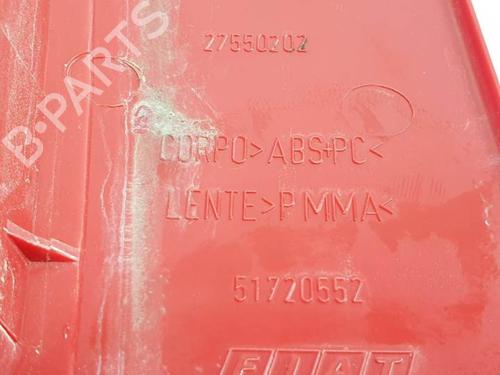 27550202
B-PARTS
CORPO>ABS+PC<
LENTE>PMMA<
51720552
FIAT